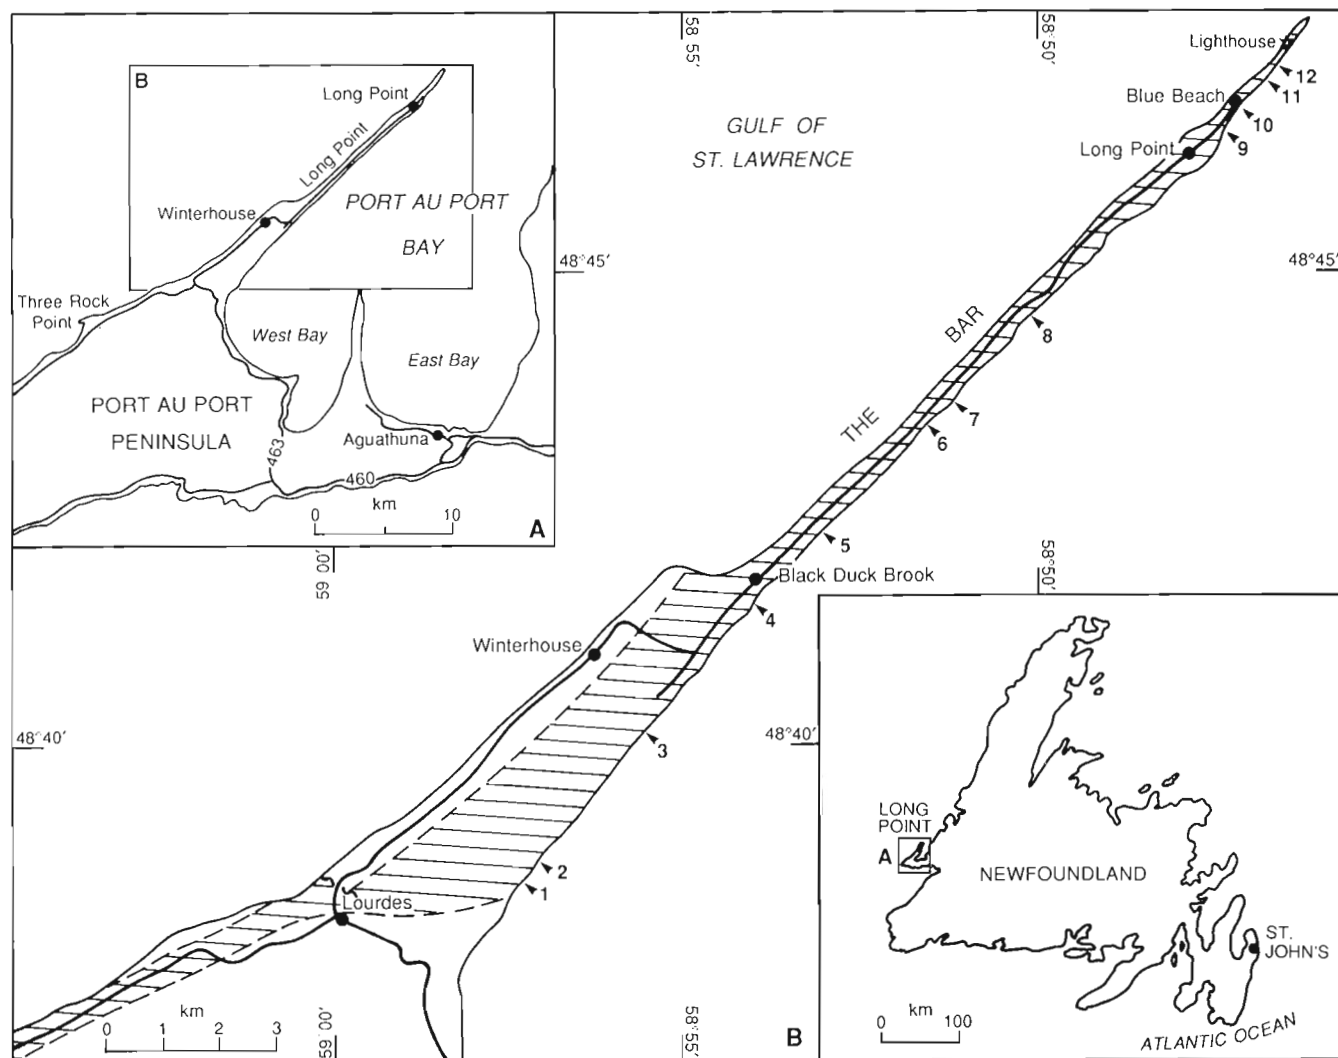 B
Long Point
Long Point
Winterhouse
PORT AU PORT
BAY
Three Rock
Point
West Bay
East Bay
PORT AU PORT
PENINSULA
Aguathuna
463
460
km
0 10
A
58°55'
58°50'
GULF OF
ST. LAWRENCE
Lighthouse
12
11
Blue Beach
10
9
Long Point
48°45'
48°45'
8
THE BAR
7
6
5
59°00'
58°50'
Black Duck Brook
4
Winterhouse
48°40'
48°40'
3
2
1
Lourdes
km
0 1 2 3
59°00'
58°55'
B
LONG
POINT
A
NEWFOUNDLAND
ST.
JOHN'S
km
0 100
ATLANTIC OCEAN